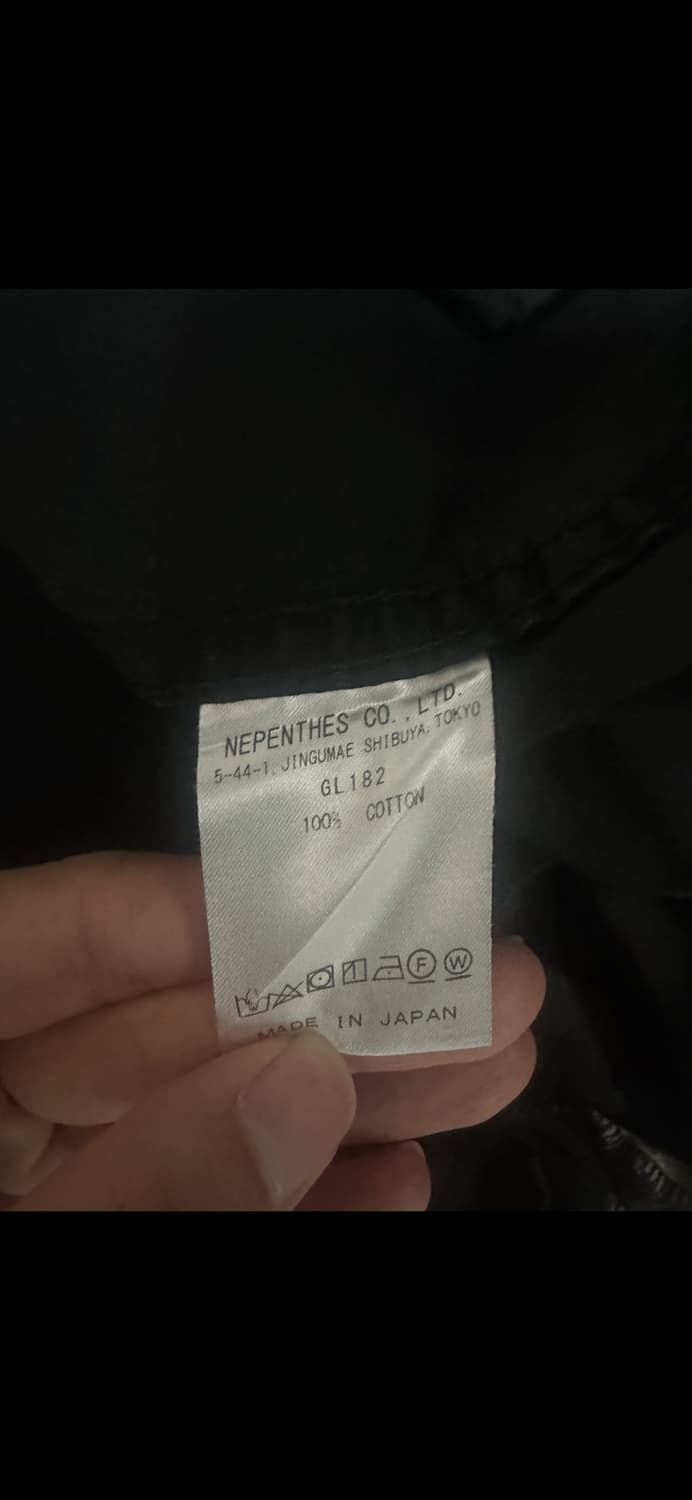 NEPENTHES CO., LTD.
5-44-1, JINGUMAE SHIBUYA, TOKYO
GL182
100% COTTON
F W
MADE IN JAPAN